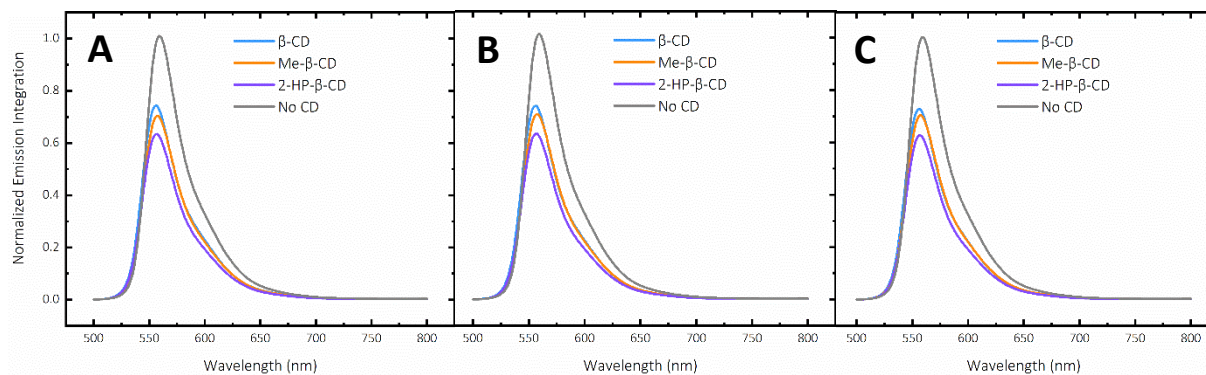 A
β-CD
Me-β-CD
2-HP-β-CD
No CD
B
β-CD
Me-β-CD
2-HP-β-CD
No CD
C
β-CD
Me-β-CD
2-HP-β-CD
No CD
Normalized Emission Integration
1.0
0.8
0.6
0.4
0.2
0.0
500 550 600 650 700 750 800
500 550 600 650 700 750 800
500 550 600 650 700 750 800
Wavelength (nm)
Wavelength (nm)
Wavelength (nm)